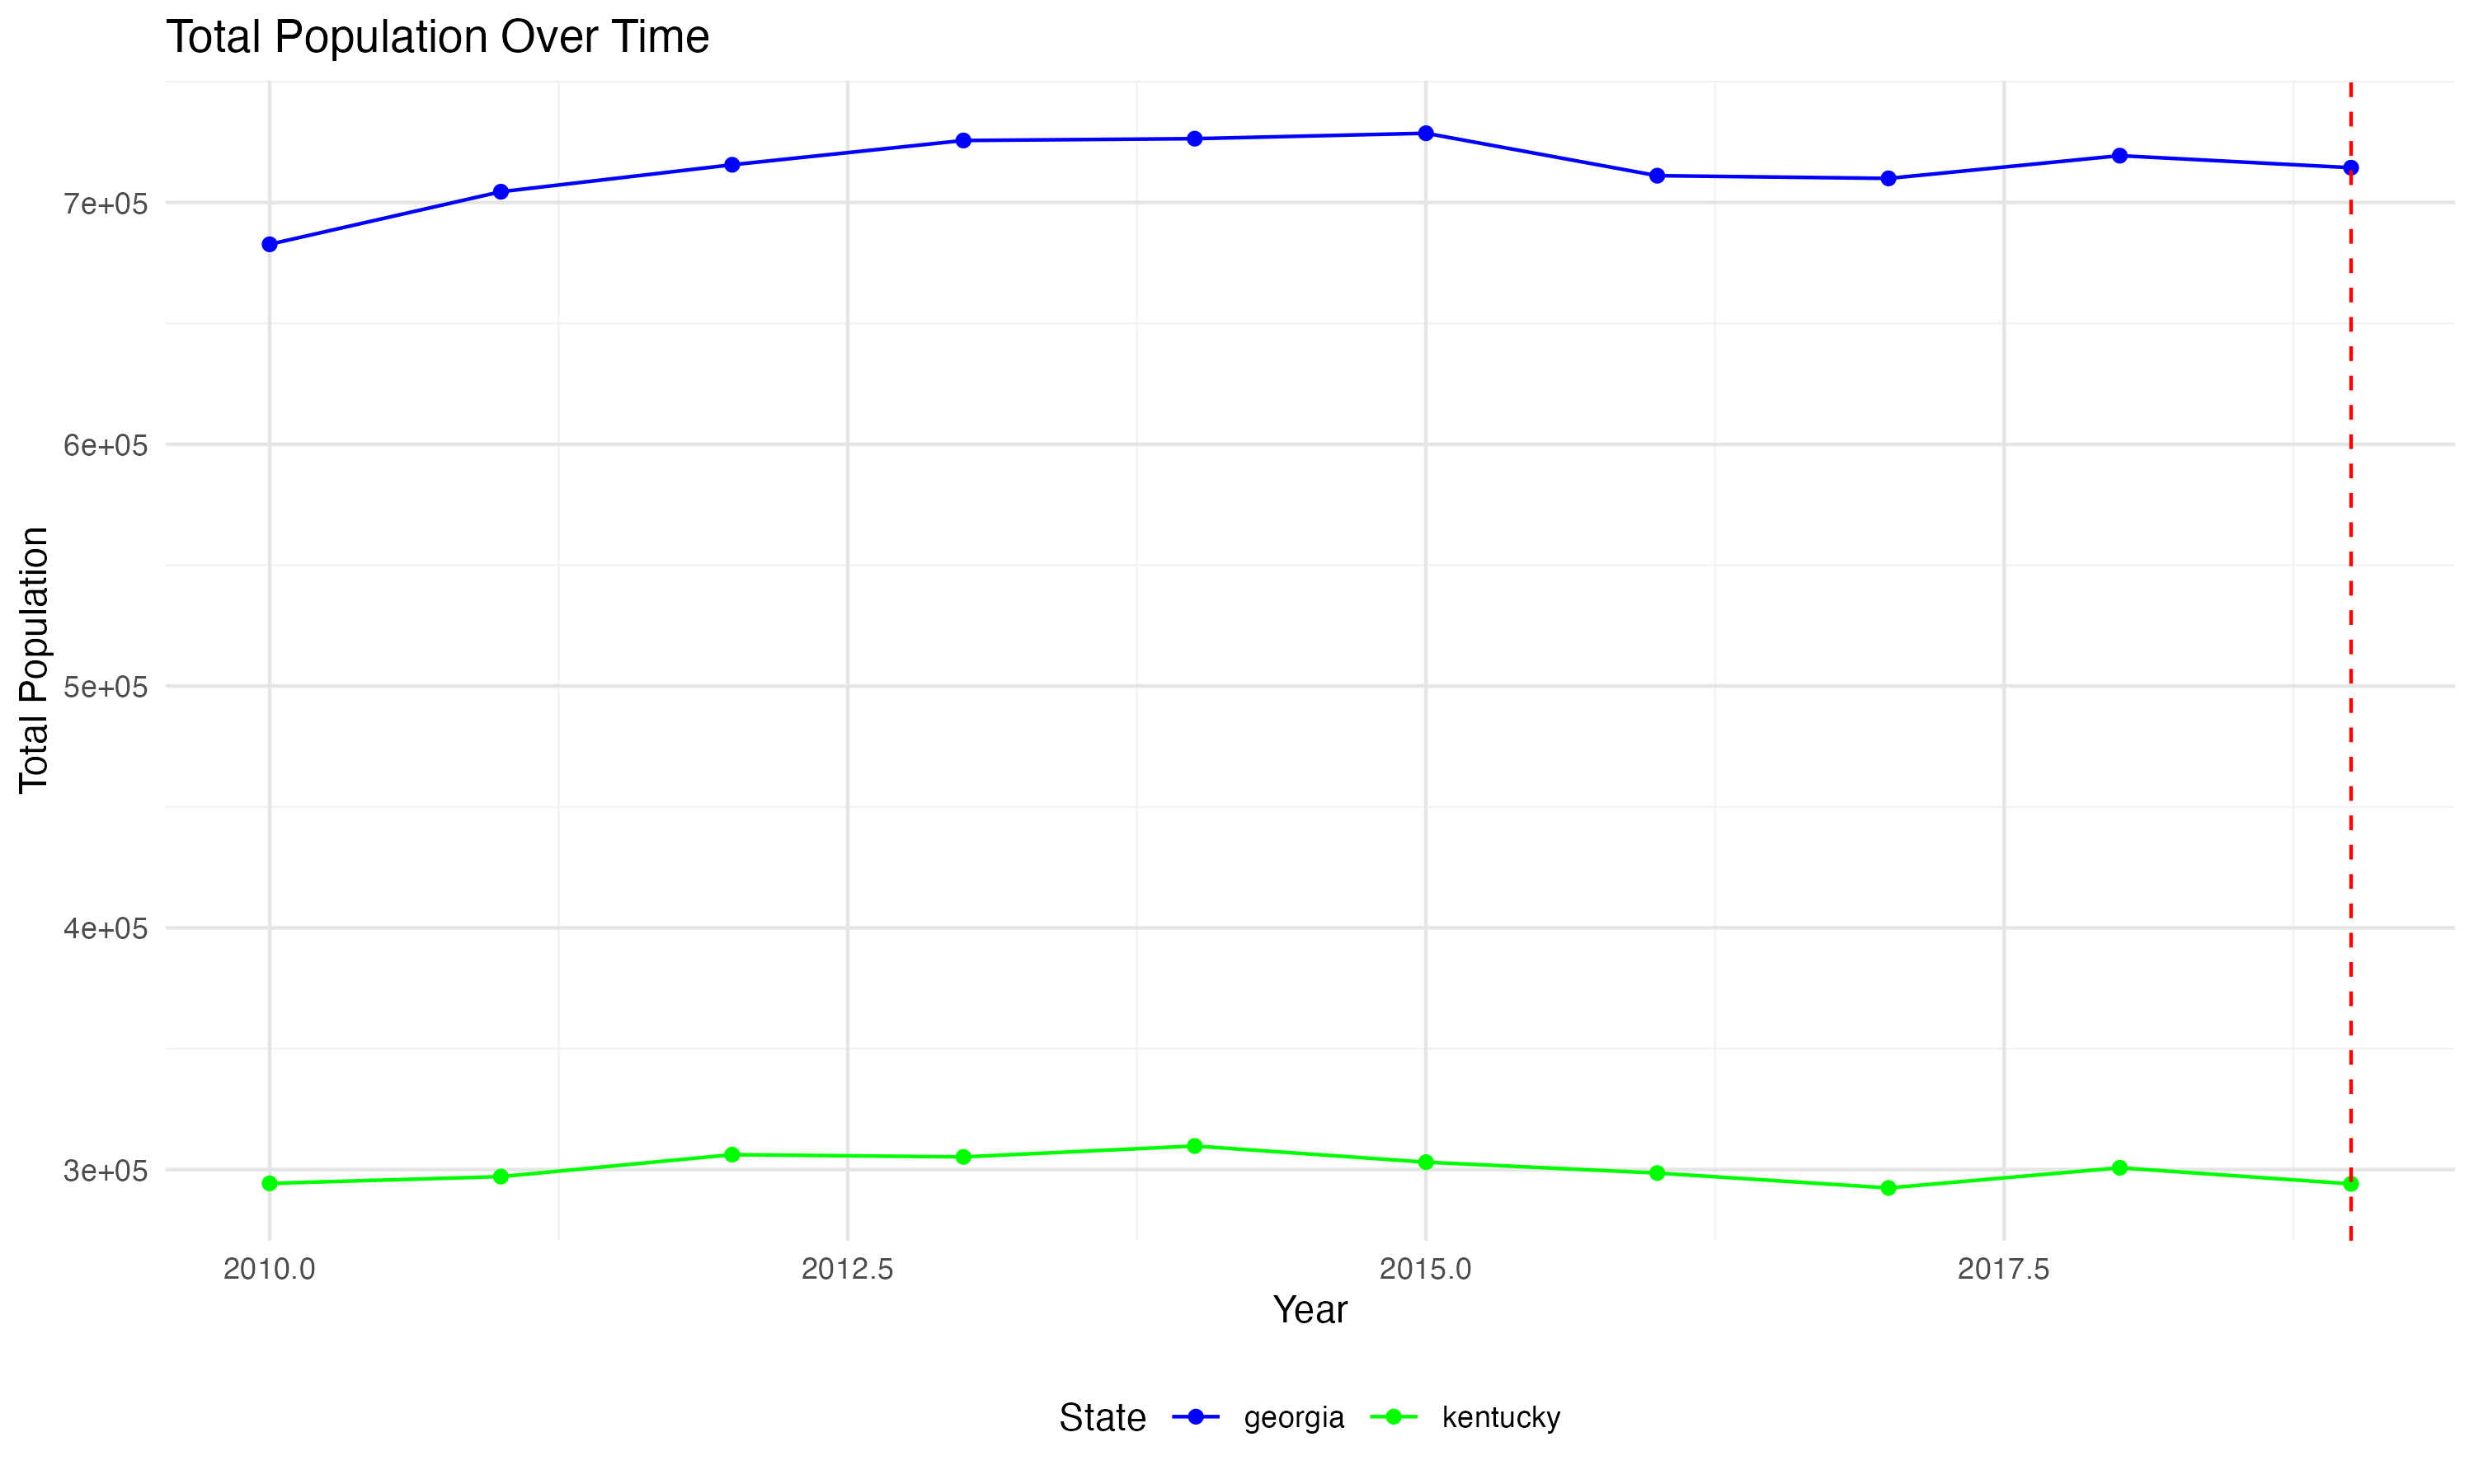 Total Population Over Time
Total Population
7e+05
6e+05
5e+05
4e+05
3e+05
2010.0
2012.5
2015.0
2017.5
Year
State
georgia
kentucky